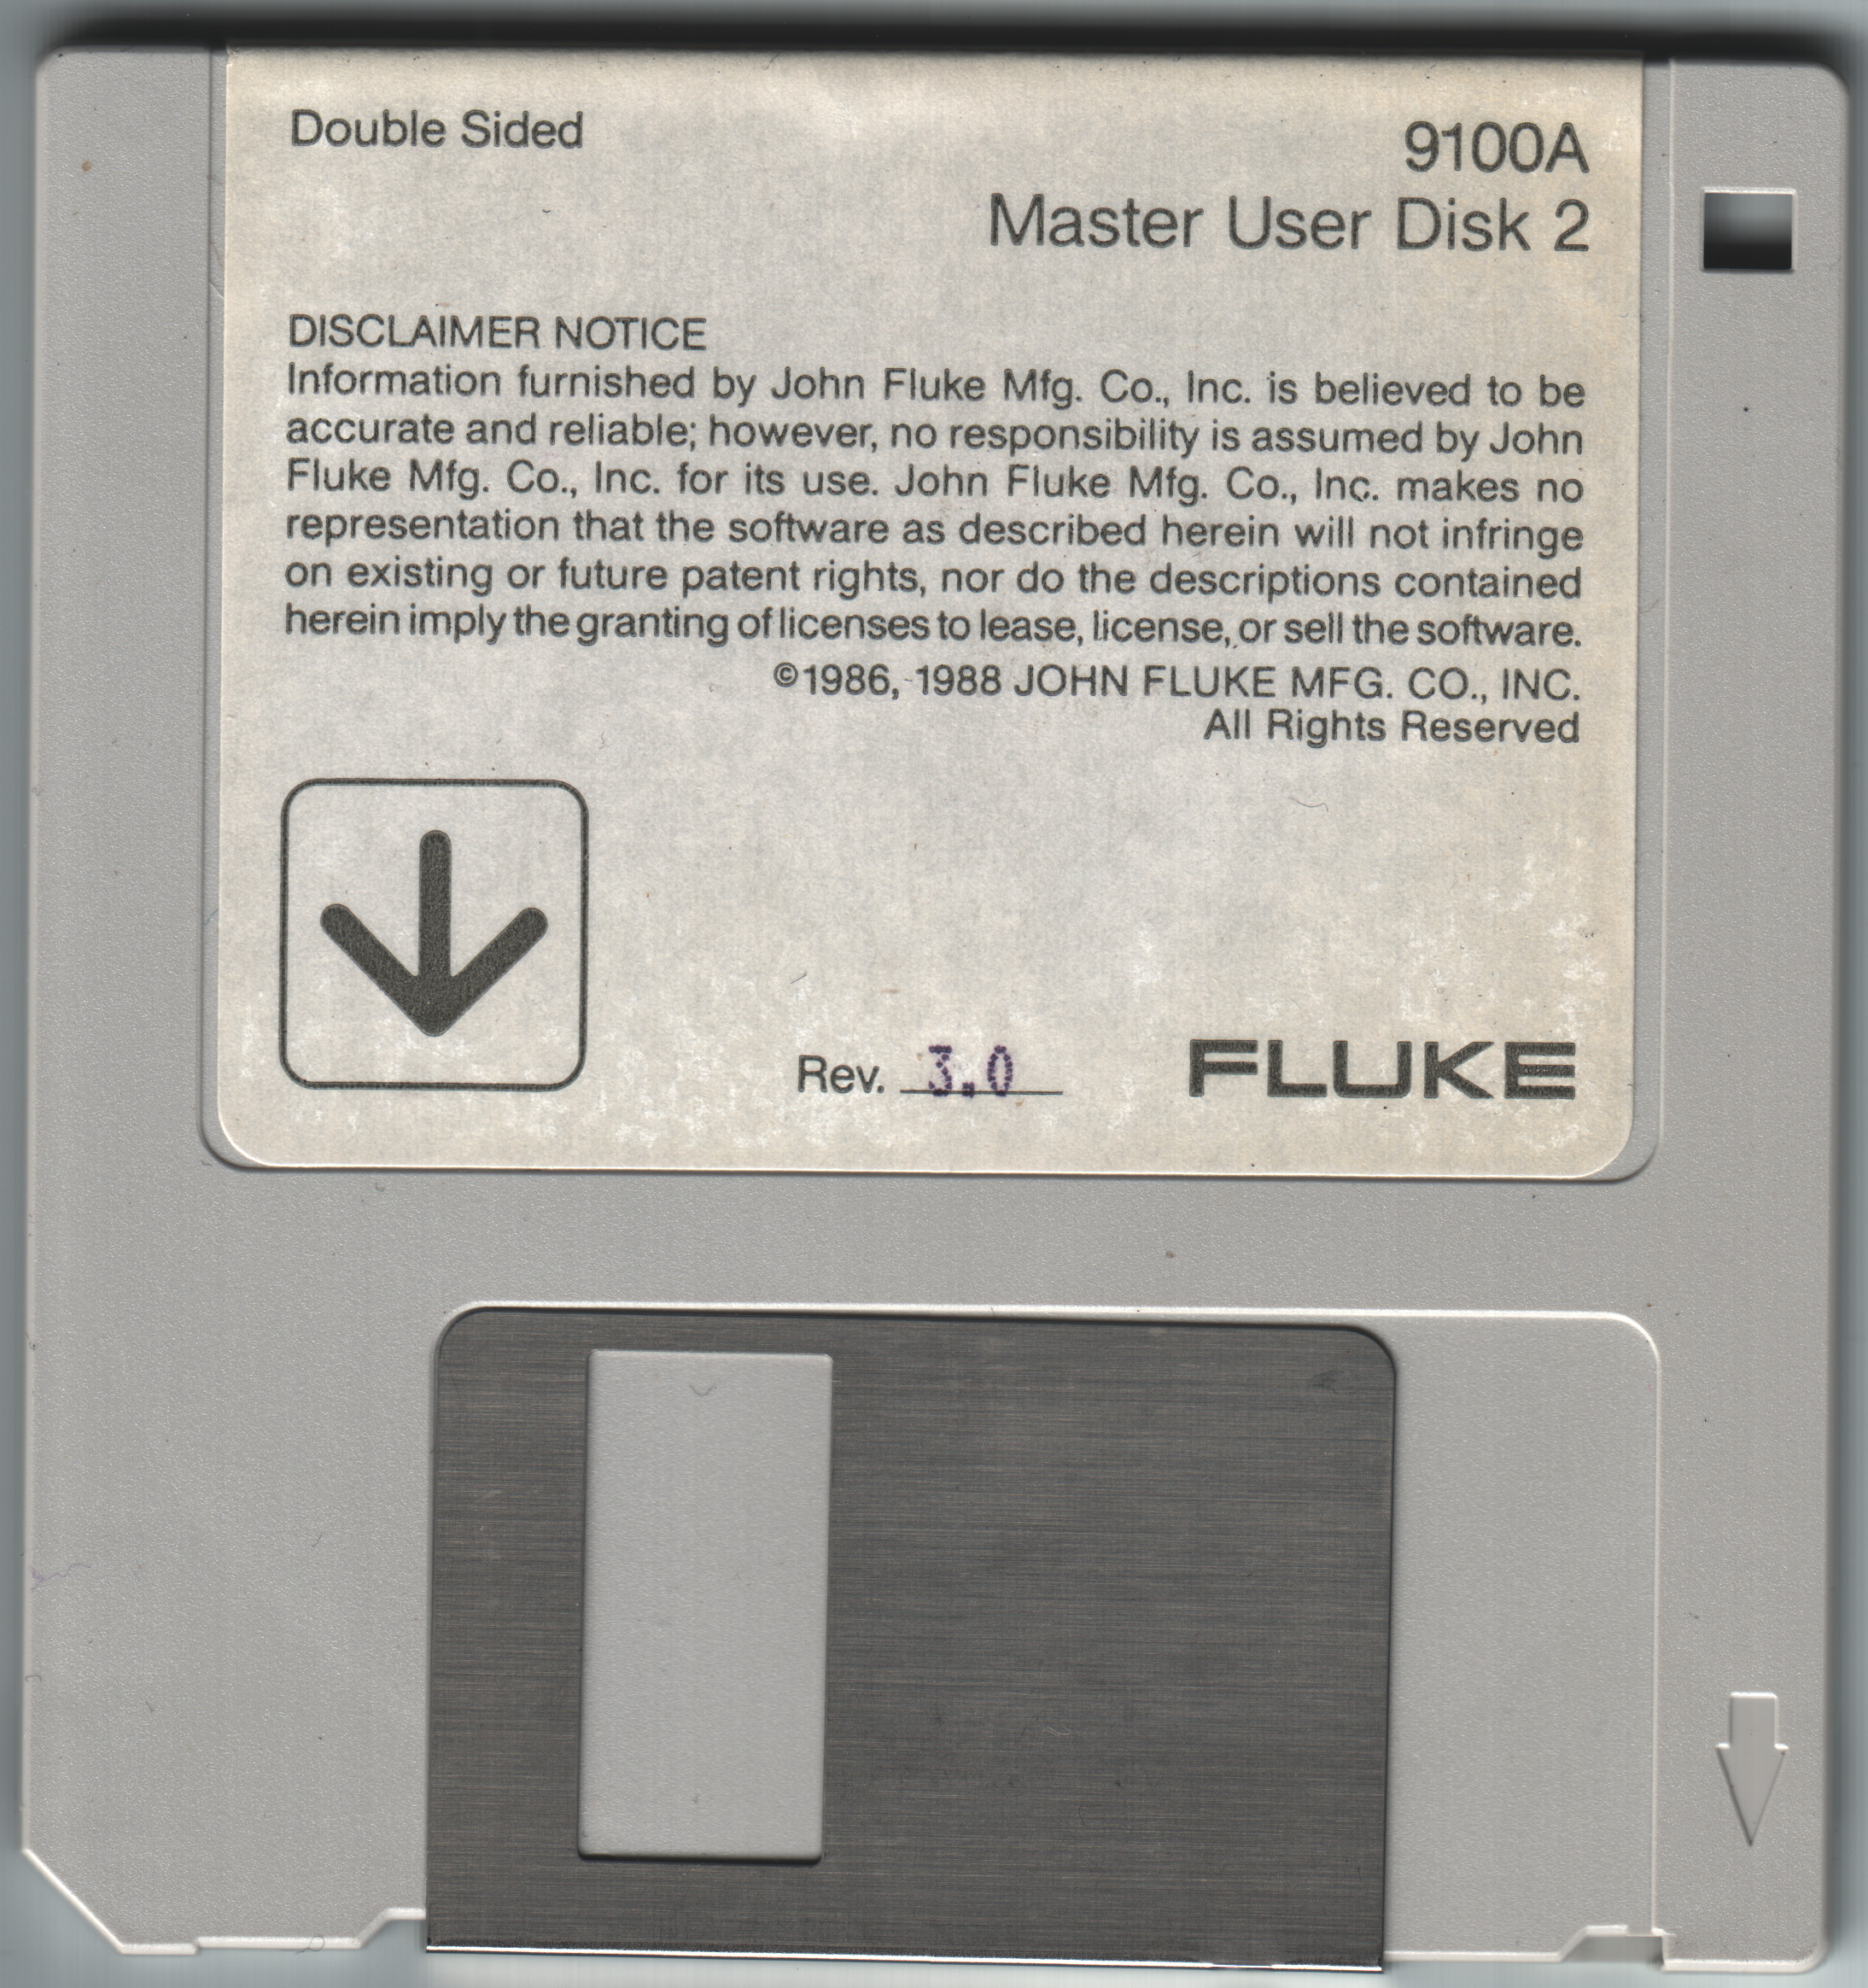 Double Sided
9100A
Master User Disk 2
DISCLAIMER NOTICE
Information furnished by John Fluke Mfg. Co., Inc. is believed to be
accurate and reliable; however, no responsibility is assumed by John
Fluke Mfg. Co., Inc. for its use. John Fluke Mfg. Co., Inc. makes no
representation that the software as described herein will not infringe
on existing or future patent rights, nor do the descriptions contained
herein imply the granting of licenses to lease, license, or sell the software.
©1986, 1988 JOHN FLUKE MFG. CO., INC.
All Rights Reserved
Rev. 3.0
FLUKE